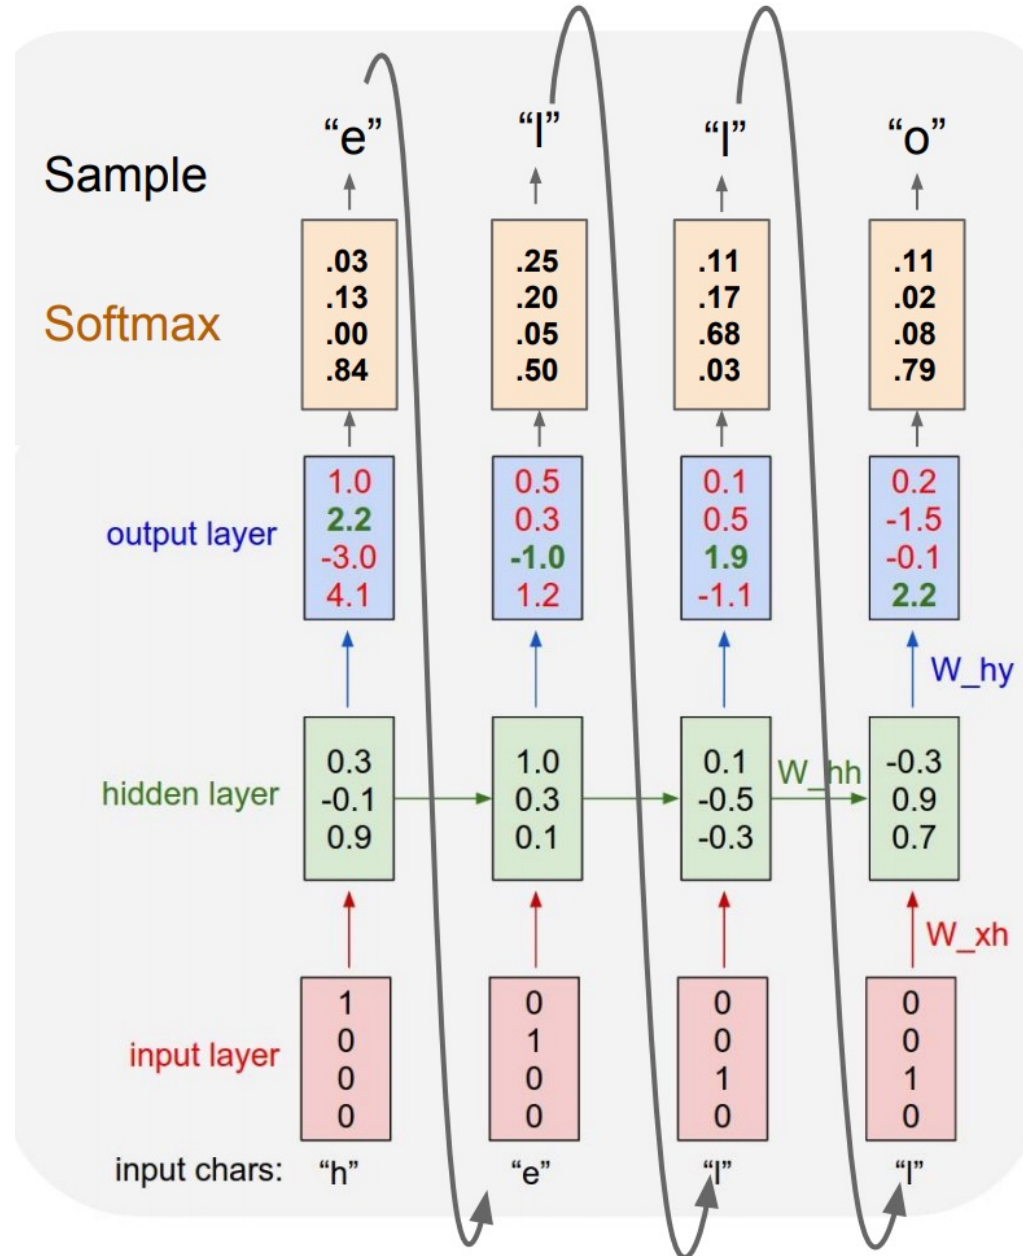 “e” “l” “l” “o”
Sample
.03 .25 .11 .11
.13 .20 .17 .02
Softmax
.00 .05 .68 .08
.84 .50 .03 .79
1.0 0.5 0.1 0.2
2.2 0.3 0.5 -1.5
output layer
-3.0 -1.0 1.9 -0.1
4.1 1.2 -1.1 2.2
W_hy
0.3 1.0 0.1 W_hh -0.3
hidden layer -0.1 0.3 -0.5 0.9
0.9 0.1 -0.3 0.7
W_xh
1 0 0 0
0 1 0 0
input layer
0 0 1 1
0 0 0 0
input chars: “h” “e” “l” “l”